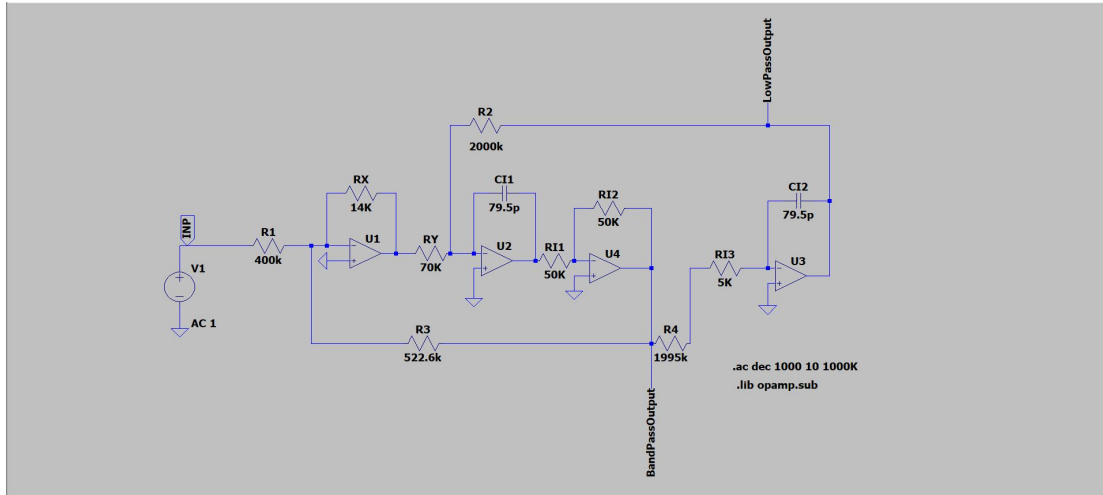 LowPassOutput
R2
2000k
RX
14K
CI1
79.5p
RI2
50K
CI2
79.5p
INP
R1
400k
U1
RY
70K
U2
RI1
50K
U4
RI3
5K
U3
V1
AC 1
R3
522.6k
R4
1995k
.ac dec 1000 10 1000K
.lib opamp.sub
BandPassOutput